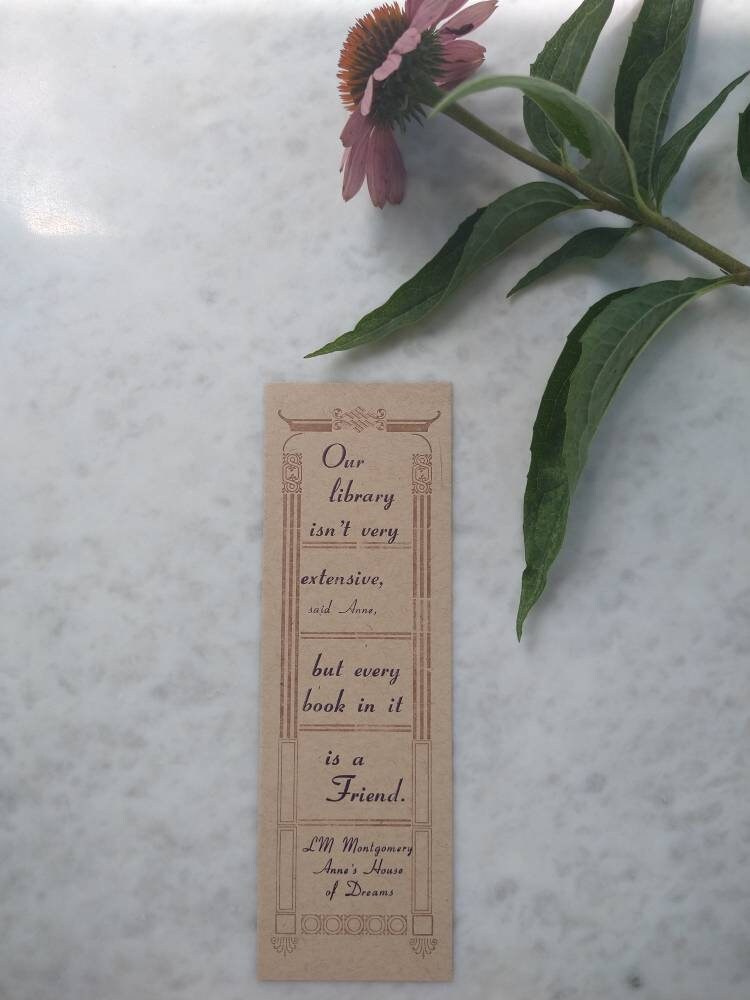 Our
library
isn't very
extensive,
said Anne,
but every
book in it
is a
Friend.
LM Montgomery
Anne's House
of Dreams